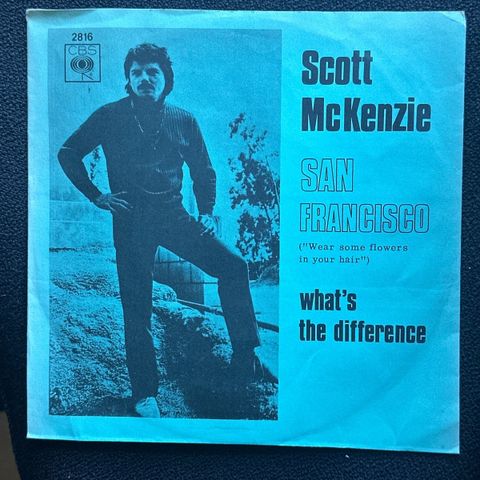 2816
CBS
Scott
McKenzie
SAN
FRANCISCO
("Wear some flowers
in your hair")
what's
the difference